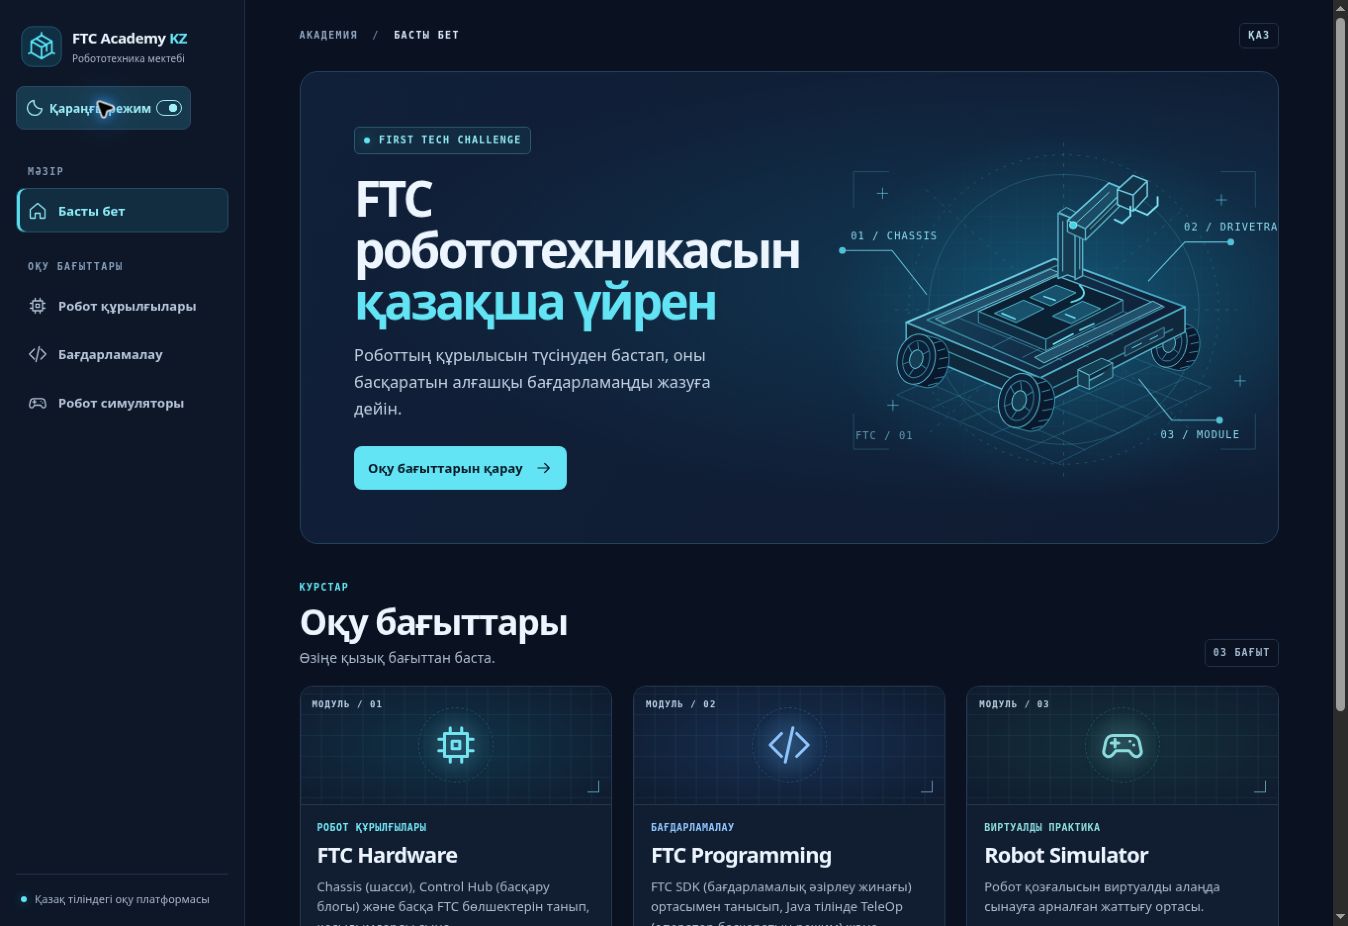 FTC Academy KZ
Робототехника мектебі
Қараңғы режим
МӘЗІР
Басты бет
ОҚУ БАҒЫТТАРЫ
Робот құрылғылары
Бағдарламалау
Робот симуляторы
Қазақ тіліндегі оқу платформасы
АКАДЕМИЯ / БАСТЫ БЕТ
ҚАЗ
FIRST TECH CHALLENGE
FTC
робототехникасын
қазақша үйрен
Роботтың құрылысын түсінуден бастап, оны
басқаратын алғашқы бағдарламаңды жазуға
дейін.
Оқу бағыттарын қарау
01 / CHASSIS
02 / DRIVETRA
03 / MODULE
FTC / 01
КУРСТАР
Оқу бағыттары
Өзіңе қызық бағыттан баста.
03 БАҒЫТ
МОДУЛЬ / 01
РОБОТ ҚҰРЫЛҒЫЛАРЫ
FTC Hardware
Chassis (шасси), Control Hub (басқару
блогы) және басқа FTC бөлшектерін танып,
МОДУЛЬ / 02
БАҒДАРЛАМАЛАУ
FTC Programming
FTC SDK (бағдарламалық әзірлеу жинағы)
ортасымен танысып, Java тілінде TeleOp
МОДУЛЬ / 03
ВИРТУАЛДЫ ПРАКТИКА
Robot Simulator
Робот қозғалысын виртуалды алаңда
сынауға арналған жаттығу ортасы.